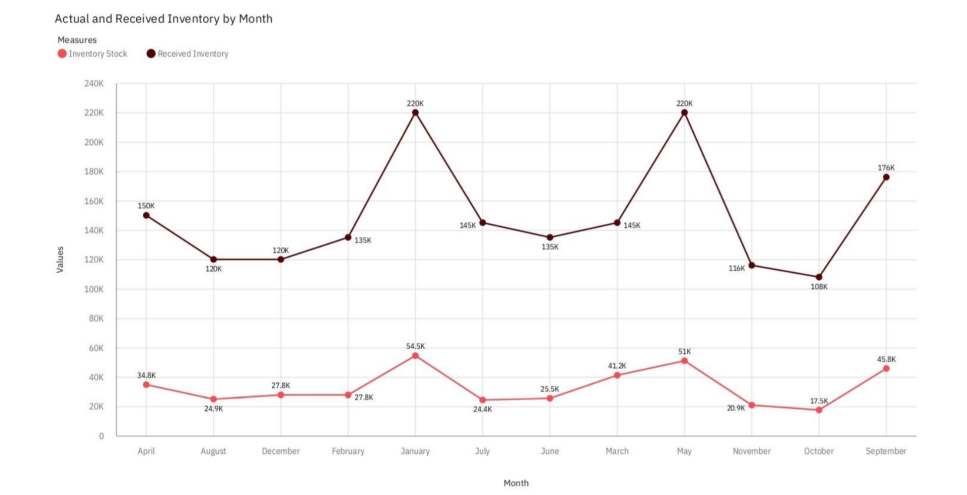 Actual and Received Inventory by Month
Measures
Inventory Stock Received Inventory
240K
220K
200K
180K
160K
140K
120K
100K
80K
60K
40K
20K
0
Values
150K
120K
120K
135K
220K
145K
135K
145K
220K
116K
108K
176K
34.8K
24.9K
27.8K
27.8K
54.5K
24.4K
25.5K
41.2K
51K
20.9K
17.5K
45.8K
April August December February January July June March May November October September
Month